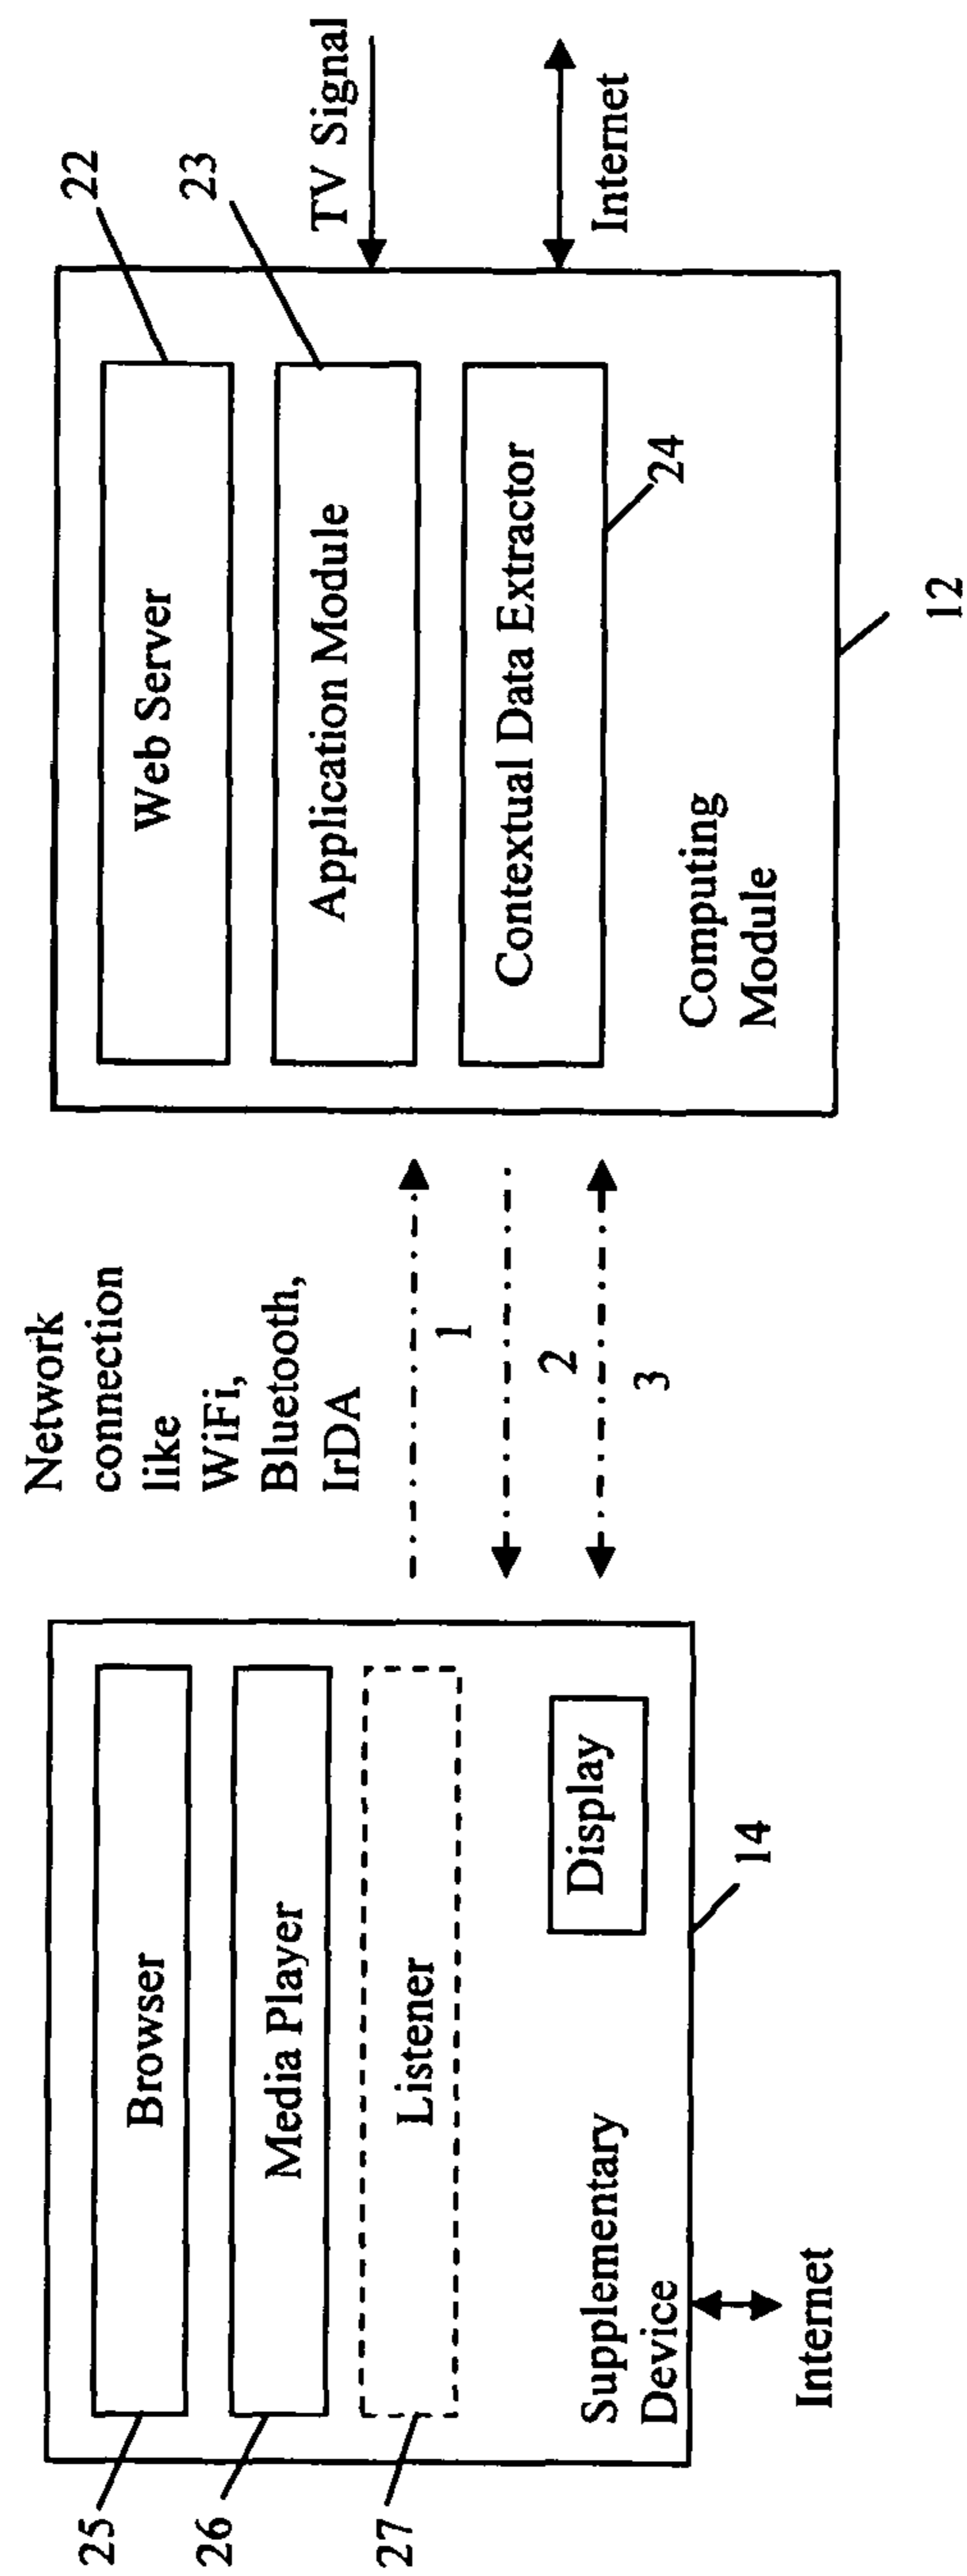 25
Browser
26
Media Player
27
Listener
Display
Supplementary
Device
14
Internet
Network
connection
like
WiFi,
Bluetooth,
IrDA
1
2
3
22
Web Server
23
Application Module
Contextual Data Extractor
24
Computing
Module
12
TV Signal
Internet